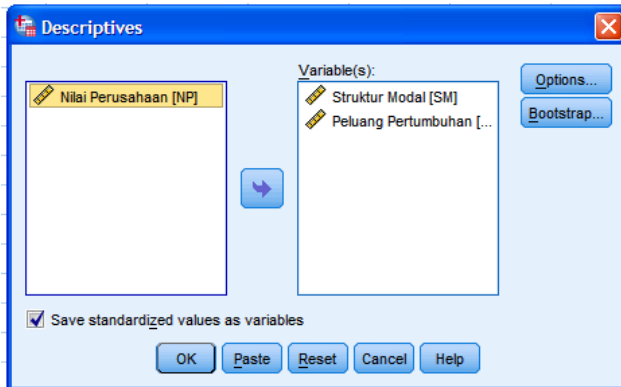 Descriptives
Variable(s):
Nilai Perusahaan [NP]
Struktur Modal [SM]
Peluang Pertumbuhan [...
Options...
Bootstrap...
Save standardized values as variables
OK
Paste
Reset
Cancel
Help